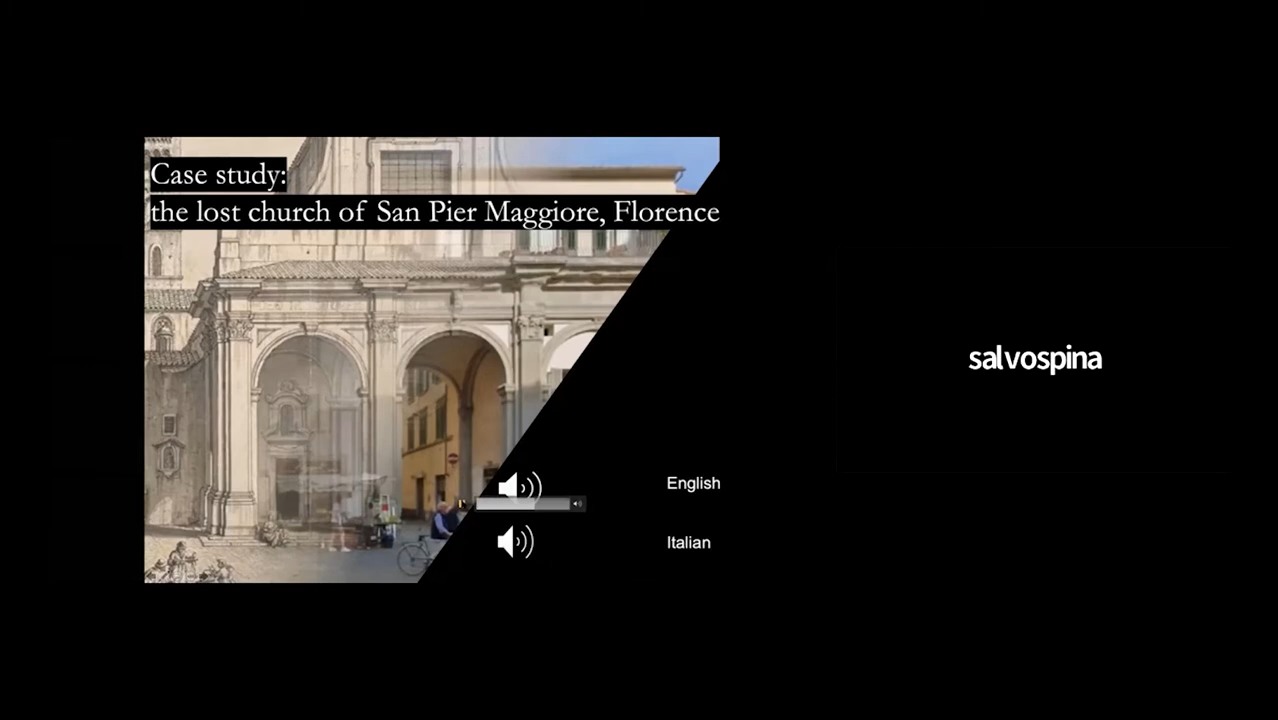 Case study:
the lost church of San Pier Maggiore, Florence
salvospina
English
Italian